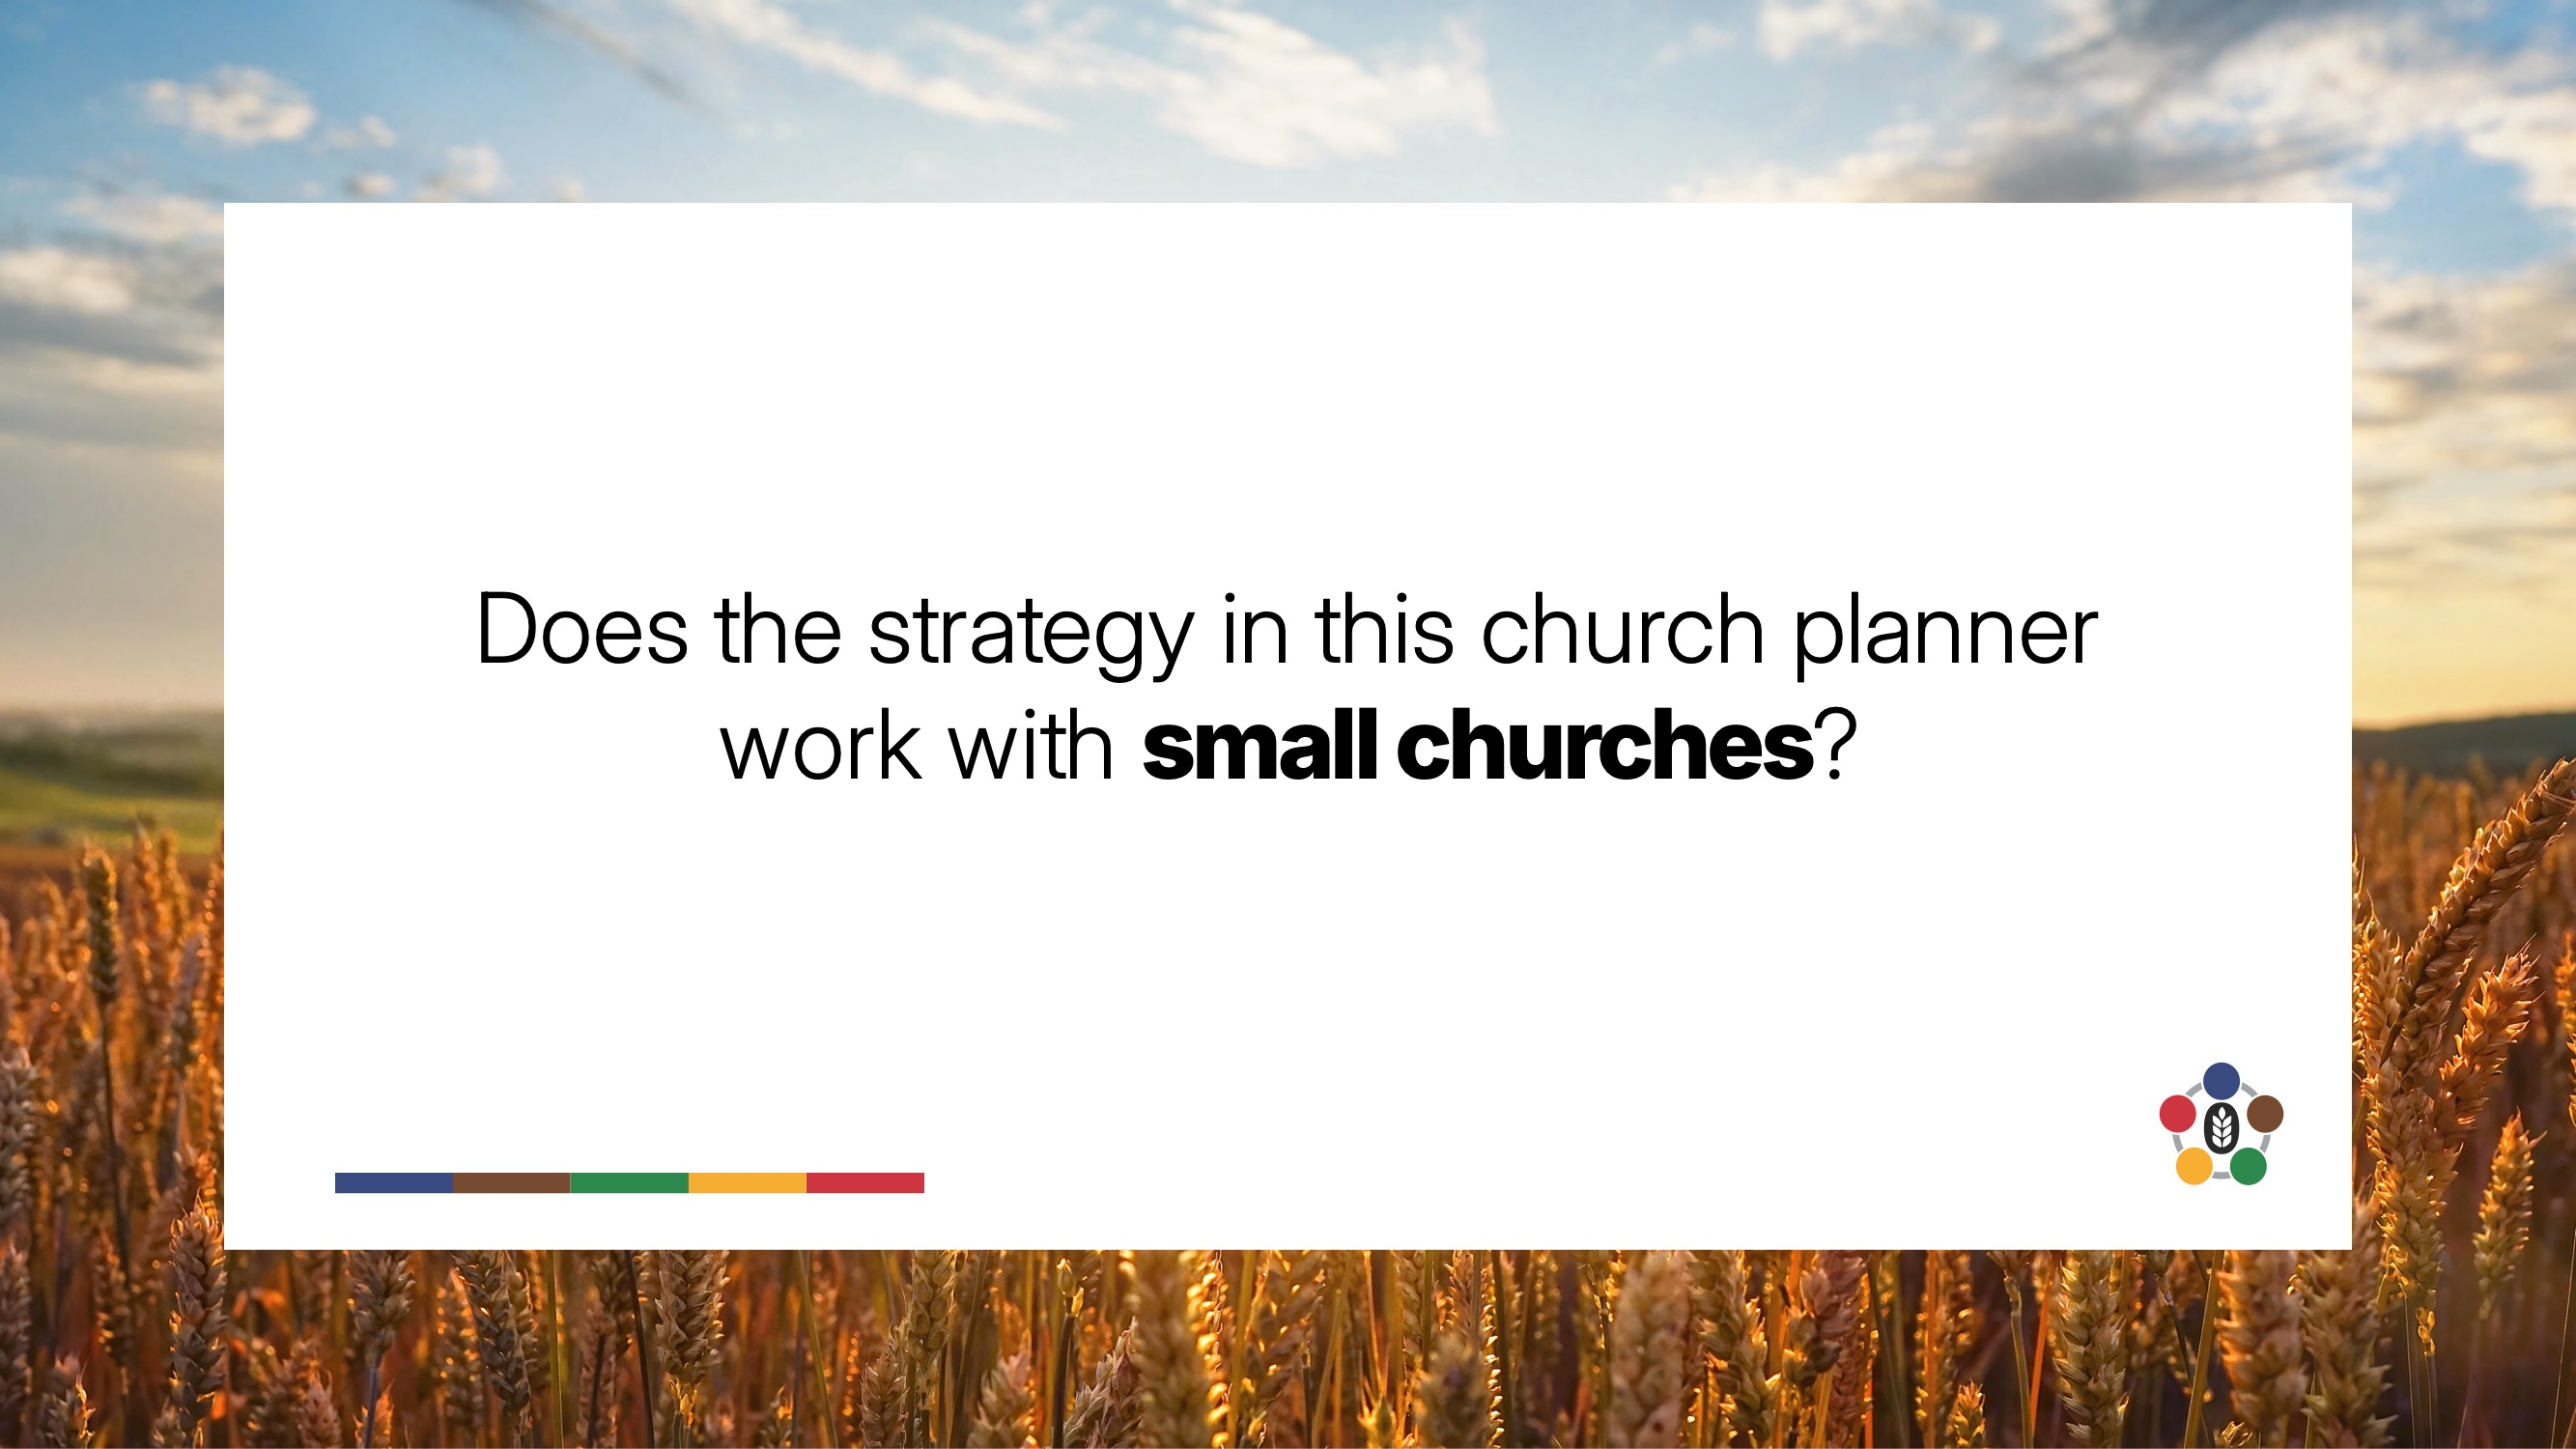 Does the strategy in this church planner
work with small churches?